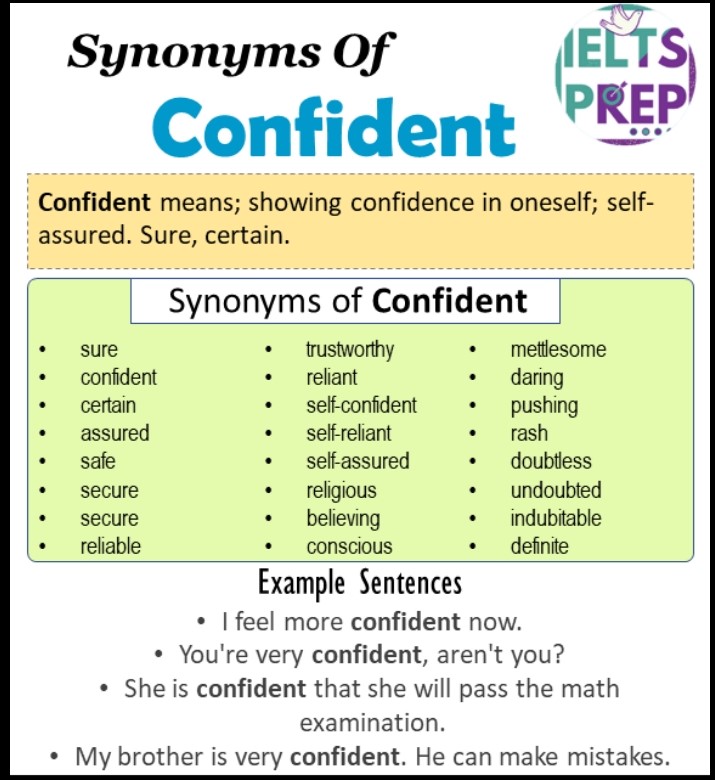 Synonyms Of
Confident
IELTS
PREP
Confident means; showing confidence in oneself; self-
assured. Sure, certain.
Synonyms of Confident
• sure
• confident
• certain
• assured
• safe
• secure
• secure
• reliable
• trustworthy
• reliant
• self-confident
• self-reliant
• self-assured
• religious
• believing
• conscious
• mettlesome
• daring
• pushing
• rash
• doubtless
• undoubted
• indubitable
• definite
Example Sentences
• I feel more confident now.
• You're very confident, aren't you?
• She is confident that she will pass the math
examination.
• My brother is very confident. He can make mistakes.